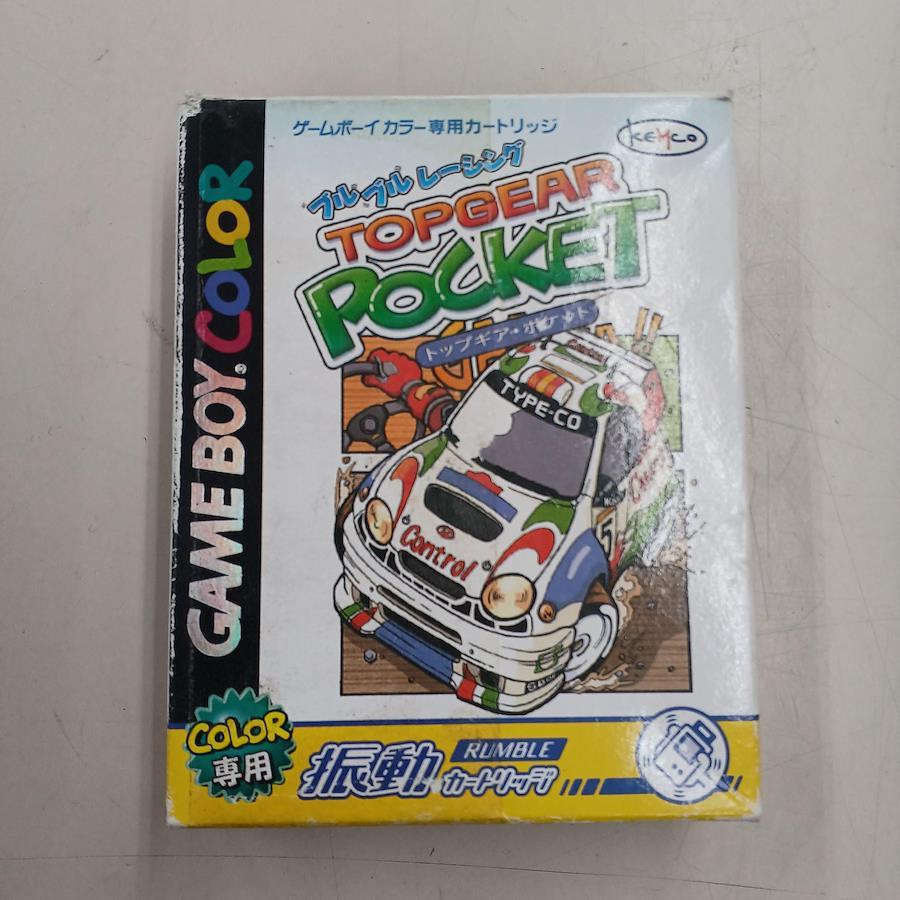 ゲームボーイ カラー専用カートリッジ
KEMCO
ブルブルレーシング
TOPGEAR
POCKET
トップギア・ポケット
GAME BOY COLOR
TYPE-CO
Control
COLOR
専用
振動
RUMBLE
カートリッジ